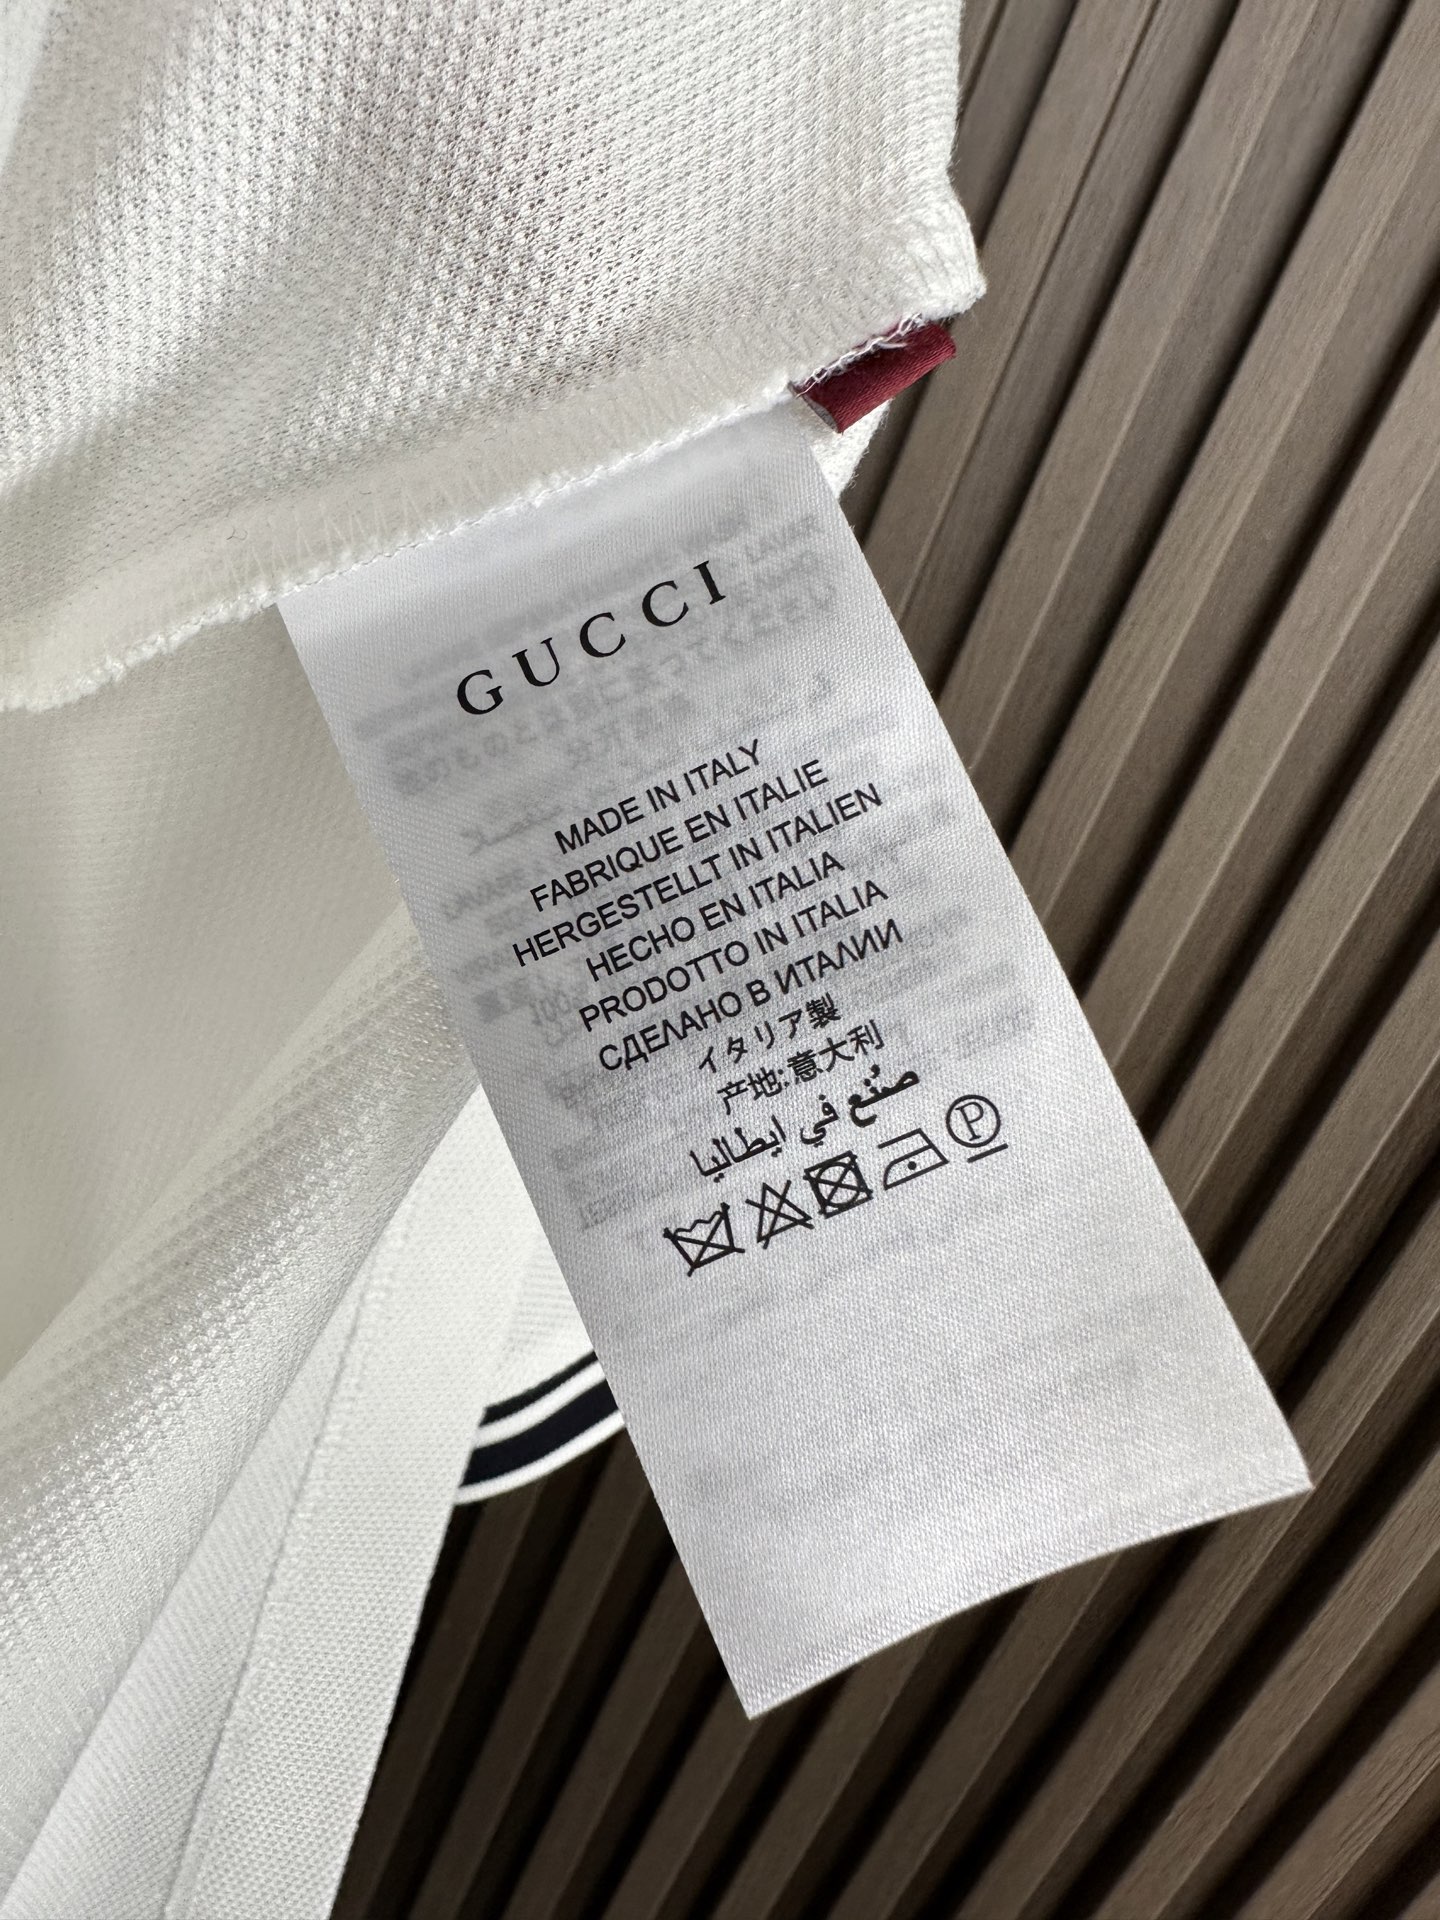 GUCCI
MADE IN ITALY
FABRIQUE EN ITALIE
HERGESTELLT IN ITALIEN
HECHO EN ITALIA
PRODOTTO IN ITALIA
СДЕЛАНО В ИТАЛИИ
イタリア製
产地:意大利
صنّع في ايطاليا
P